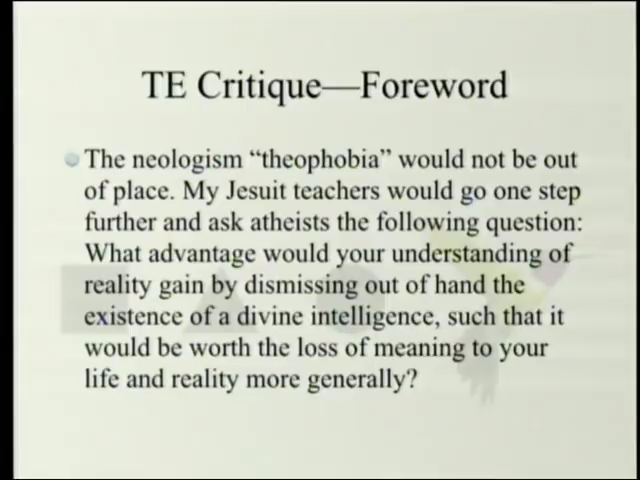 TE Critique—Foreword
The neologism “theophobia” would not be out
of place. My Jesuit teachers would go one step
further and ask atheists the following question:
What advantage would your understanding of
reality gain by dismissing out of hand the
existence of a divine intelligence, such that it
would be worth the loss of meaning to your
life and reality more generally?